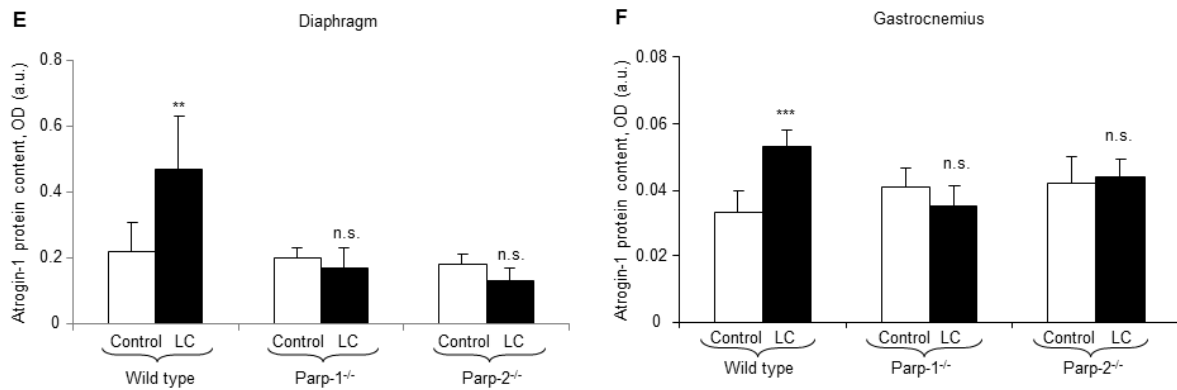 E
Diaphragm
Atrogin-1 protein content, OD (a.u.)
0.8
0.6
0.4
0.2
0
**
n.s.
n.s.
Control LC
Control LC
Control LC
Wild type
Parp-1-/-
Parp-2-/-
F
Gastrocnemius
Atrogin-1 protein content, OD (a.u.)
0.08
0.06
0.04
0.02
0
***
n.s.
n.s.
Control LC
Control LC
Control LC
Wild type
Parp-1-/-
Parp-2-/-